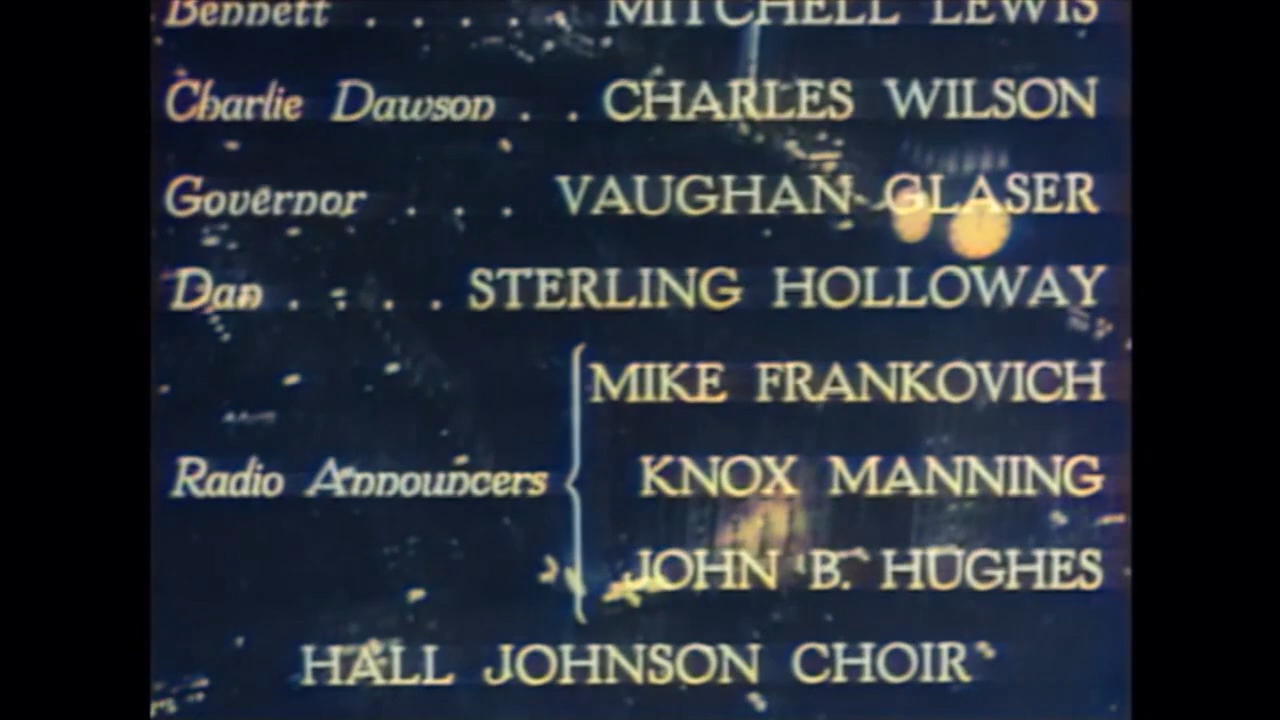 Bennett . . . . . MITCHELL LEWIS
Charlie Dawson . . CHARLES WILSON
Governor . . . VAUGHAN GLASER
Dan . . . . STERLING HOLLOWAY
MIKE FRANKOVICH
Radio Announcers KNOX MANNING
JOHN B. HUGHES
HALL JOHNSON CHOIR